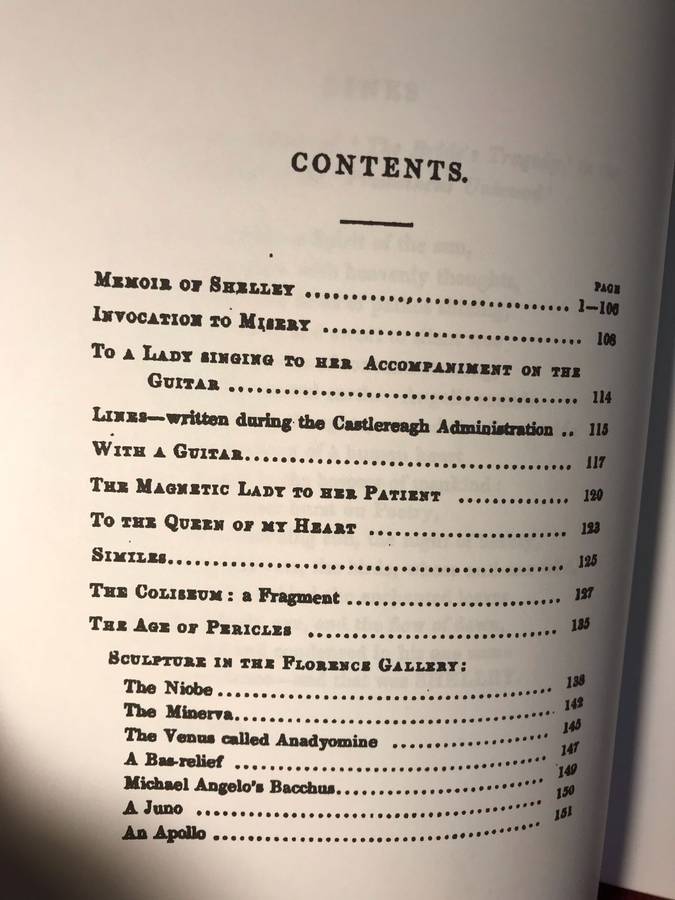 CONTENTS.
PAGE
MEMOIR OF SHELLEY ................................ 1—106
INVOCATION TO MISERY ................................ 108
TO A LADY SINGING TO HER ACCOMPANIMENT ON THE
GUITAR ................................ 114
LINES—written during the Castlereagh Administration .. 115
WITH A GUITAR................................ 117
THE MAGNETIC LADY TO HER PATIENT ............... 120
TO THE QUEEN OF MY HEART ........................ 123
SIMILES................................ 125
THE COLISEUM: a Fragment ........................ 127
THE AGE OF PERICLES ........................ 135
SCULPTURE IN THE FLORENCE GALLERY:
The Niobe ................................ 138
The Minerva................................ 142
The Venus called Anadyomine ................ 145
A Bas-relief ................................ 147
Michael Angelo's Bacchus........................ 149
A Juno ................................ 150
An Apollo ................................ 151